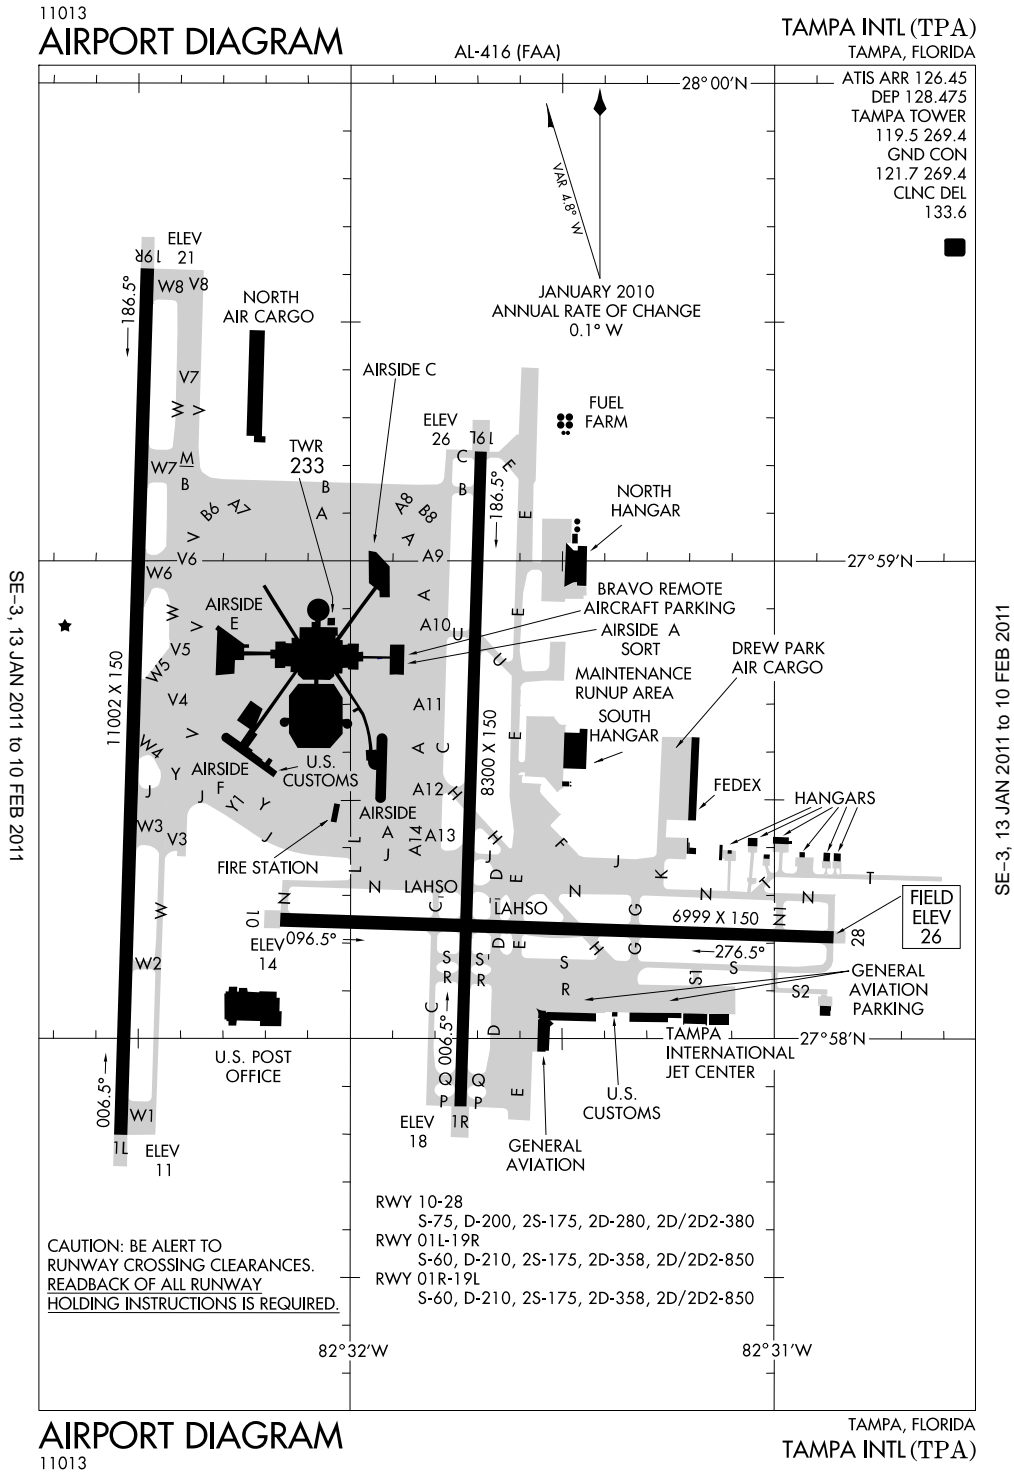 11013
AIRPORT DIAGRAM
AL-416 (FAA)
TAMPA INTL (TPA)
TAMPA, FLORIDA
28°00'N
ATIS ARR 126.45
DEP 128.475
TAMPA TOWER
119.5 269.4
GND CON
121.7 269.4
CLNC DEL
133.6
VAR 4.8° W
JANUARY 2010
ANNUAL RATE OF CHANGE
0.1° W
ELEV
21
19R
W8 V8
186.5°
NORTH
AIR CARGO
V7
W V
W7 M
B
B6 A7
V
V6
W6
W V
V5
W5
V4
V
W4
Y
J
J
Y1
Y
J
W3
V3
W
W2
W1
11002 X 150
006.5°
1L
ELEV
11
AIRSIDE C
TWR
233
B
A
A8
B8
A
A9
A
A10
A11
A
C
A12
A14
A13
ELEV
26
19L
C
B
E
186.5°
E
FUEL
FARM
NORTH
HANGAR
27°59'N
BRAVO REMOTE
AIRCRAFT PARKING
AIRSIDE A
SORT
E
U
U
MAINTENANCE
RUNUP AREA
SOUTH
HANGAR
E
E
DREW PARK
AIR CARGO
FEDEX
HANGARS
AIRSIDE
E
AIRSIDE
F
U.S.
CUSTOMS
AIRSIDE
A
FIRE STATION
8300 X 150
H
H
F
J
J
J
L
L
N
N
LAHSO
C
D
E
N
K
N
G
G
T
T
N1
N
LAHSO
10
ELEV
14
096.5°
6999 X 150
276.5°
28
FIELD
ELEV
26
D
E
H
S
R
S
R
S
R
S1
S
S2
C
D
E
006.5°
Q
P
Q
P
1R
ELEV
18
U.S. POST
OFFICE
GENERAL
AVIATION
PARKING
27°58'N
TAMPA
INTERNATIONAL
JET CENTER
U.S.
CUSTOMS
GENERAL
AVIATION
RWY 10-28
S-75, D-200, 2S-175, 2D-280, 2D/2D2-380
RWY 01L-19R
S-60, D-210, 2S-175, 2D-358, 2D/2D2-850
RWY 01R-19L
S-60, D-210, 2S-175, 2D-358, 2D/2D2-850
CAUTION: BE ALERT TO
RUNWAY CROSSING CLEARANCES.
READBACK OF ALL RUNWAY
HOLDING INSTRUCTIONS IS REQUIRED.
82°32'W
82°31'W
SE-3, 13 JAN 2011 to 10 FEB 2011
SE-3, 13 JAN 2011 to 10 FEB 2011
AIRPORT DIAGRAM
11013
TAMPA, FLORIDA
TAMPA INTL (TPA)